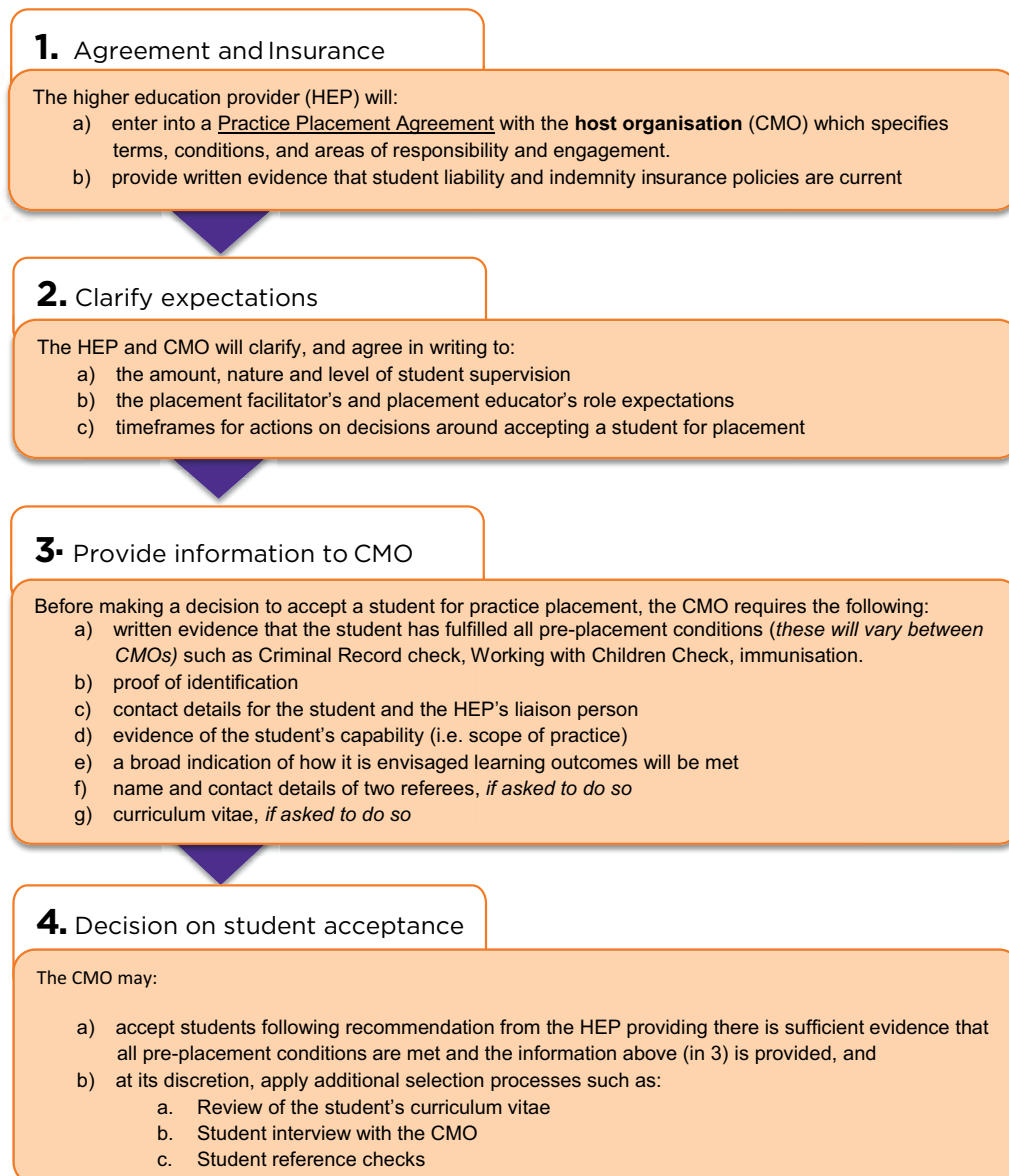 1. Agreement and Insurance
The higher education provider (HEP) will:
a) enter into a Practice Placement Agreement with the host organisation (CMO) which specifies
terms, conditions, and areas of responsibility and engagement.
b) provide written evidence that student liability and indemnity insurance policies are current
2. Clarify expectations
The HEP and CMO will clarify, and agree in writing to:
a) the amount, nature and level of student supervision
b) the placement facilitator's and placement educator's role expectations
c) timeframes for actions on decisions around accepting a student for placement
3. Provide information to CMO
Before making a decision to accept a student for practice placement, the CMO requires the following:
a) written evidence that the student has fulfilled all pre-placement conditions (these will vary between
CMOs) such as Criminal Record check, Working with Children Check, immunisation.
b) proof of identification
c) contact details for the student and the HEP's liaison person
d) evidence of the student's capability (i.e. scope of practice)
e) a broad indication of how it is envisaged learning outcomes will be met
f) name and contact details of two referees, if asked to do so
g) curriculum vitae, if asked to do so
4. Decision on student acceptance
The CMO may:
a) accept students following recommendation from the HEP providing there is sufficient evidence that
all pre-placement conditions are met and the information above (in 3) is provided, and
b) at its discretion, apply additional selection processes such as:
a. Review of the student's curriculum vitae
b. Student interview with the CMO
c. Student reference checks